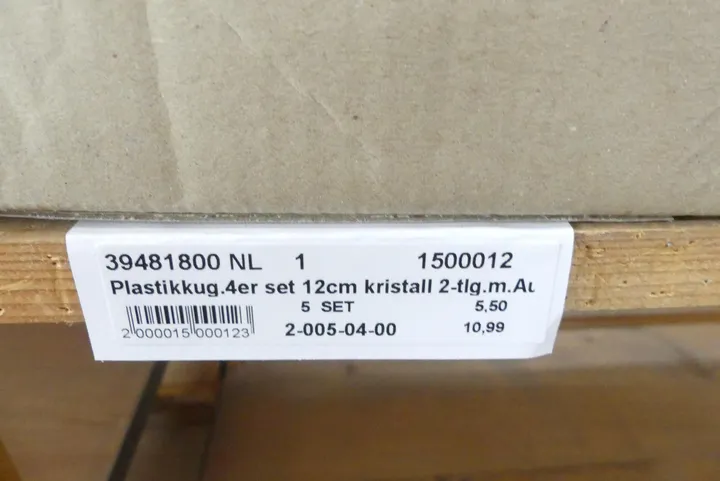 39481800 NL 1 1500012
Plastikkug.4er set 12cm kristall 2-tlg.m.Au
5 SET 5,50
2 000015 000123 2-005-04-00 10,99